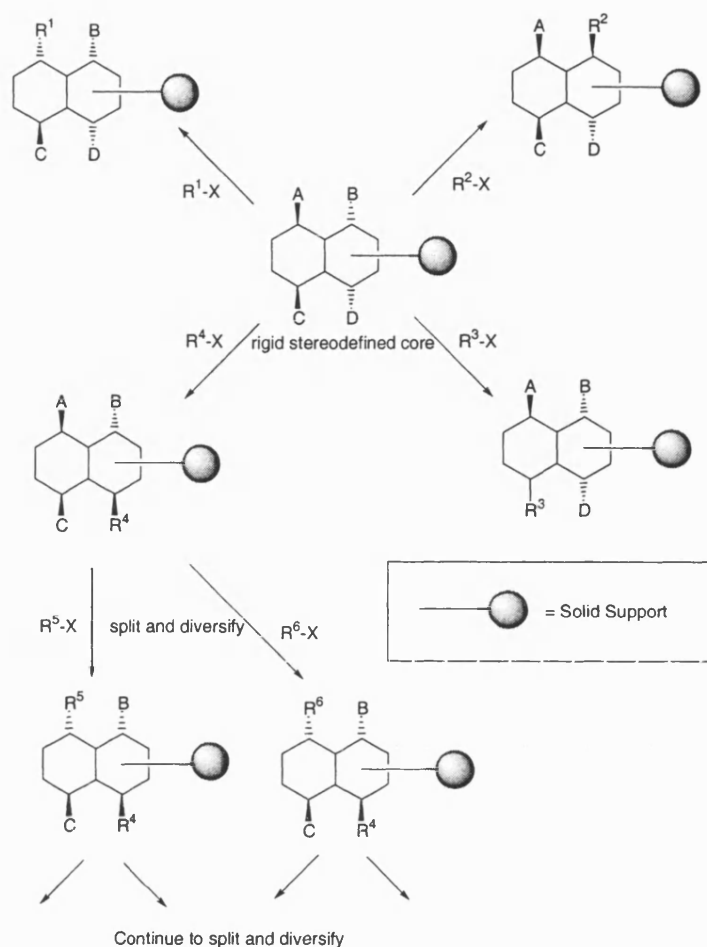 R¹ B
A R²
C D
C D
R¹-X
R²-X
A B
C D
R⁴-X
rigid stereodefined core
R³-X
A B
A B
C R⁴
R³ D
R⁵-X
split and diversify
R⁶-X
= Solid Support
R⁵ B
R⁶ B
C R⁴
C R⁴
Continue to split and diversify